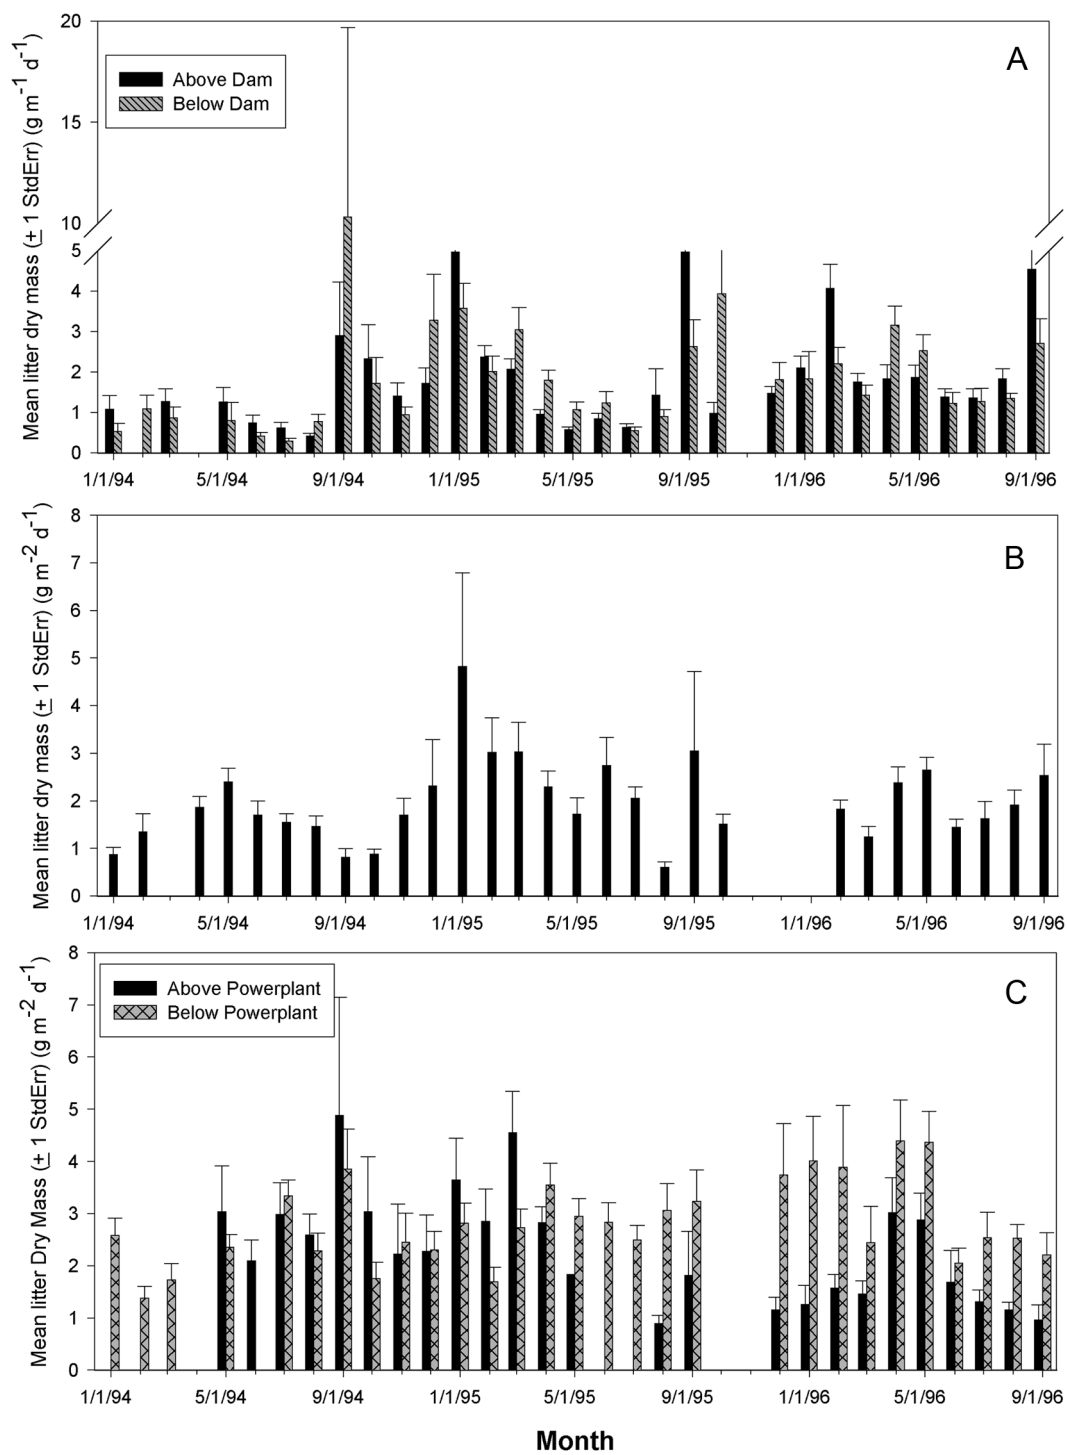 Mean litter dry mass (± 1 StdErr) (g m-1 d-1)
20
15
10
5
4
3
2
1
0
Above Dam
Below Dam
A
1/1/94 5/1/94 9/1/94 1/1/95 5/1/95 9/1/95 1/1/96 5/1/96 9/1/96
Mean litter dry mass (± 1 StdErr) (g m-2 d-1)
8
7
6
5
4
3
2
1
0
B
1/1/94 5/1/94 9/1/94 1/1/95 5/1/95 9/1/95 1/1/96 5/1/96 9/1/96
Mean litter Dry Mass (± 1 StdErr) (g m-2 d-1)
8
7
6
5
4
3
2
1
0
Above Powerplant
Below Powerplant
C
1/1/94 5/1/94 9/1/94 1/1/95 5/1/95 9/1/95 1/1/96 5/1/96 9/1/96
Month